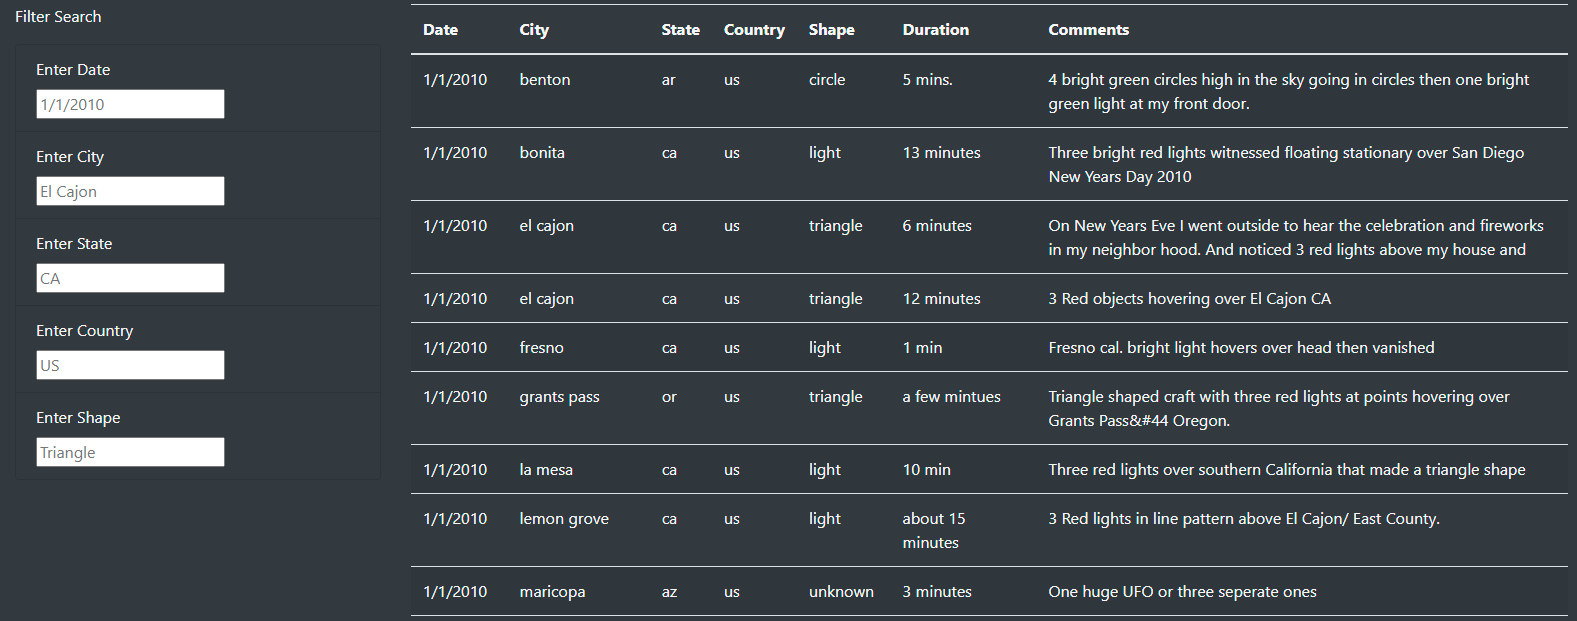 Filter Search
Enter Date
1/1/2010
Enter City
El Cajon
Enter State
CA
Enter Country
US
Enter Shape
Triangle
Date City State Country Shape Duration Comments
1/1/2010 benton ar us circle 5 mins. 4 bright green circles high in the sky going in circles then one bright
green light at my front door.
1/1/2010 bonita ca us light 13 minutes Three bright red lights witnessed floating stationary over San Diego
New Years Day 2010
1/1/2010 el cajon ca us triangle 6 minutes On New Years Eve I went outside to hear the celebration and fireworks
in my neighbor hood. And noticed 3 red lights above my house and
1/1/2010 el cajon ca us triangle 12 minutes 3 Red objects hovering over El Cajon CA
1/1/2010 fresno ca us light 1 min Fresno cal. bright light hovers over head then vanished
1/1/2010 grants pass or us triangle a few mintues Triangle shaped craft with three red lights at points hovering over
Grants Pass&#44 Oregon.
1/1/2010 la mesa ca us light 10 min Three red lights over southern California that made a triangle shape
1/1/2010 lemon grove ca us light about 15 3 Red lights in line pattern above El Cajon/ East County.
minutes
1/1/2010 maricopa az us unknown 3 minutes One huge UFO or three seperate ones